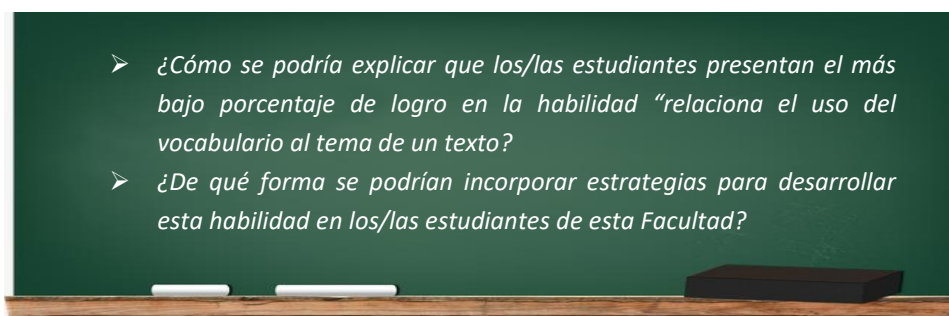 ➢ ¿Cómo se podría explicar que los/las estudiantes presentan el más
bajo porcentaje de logro en la habilidad “relaciona el uso del
vocabulario al tema de un texto?
➢ ¿De qué forma se podrían incorporar estrategias para desarrollar
esta habilidad en los/las estudiantes de esta Facultad?